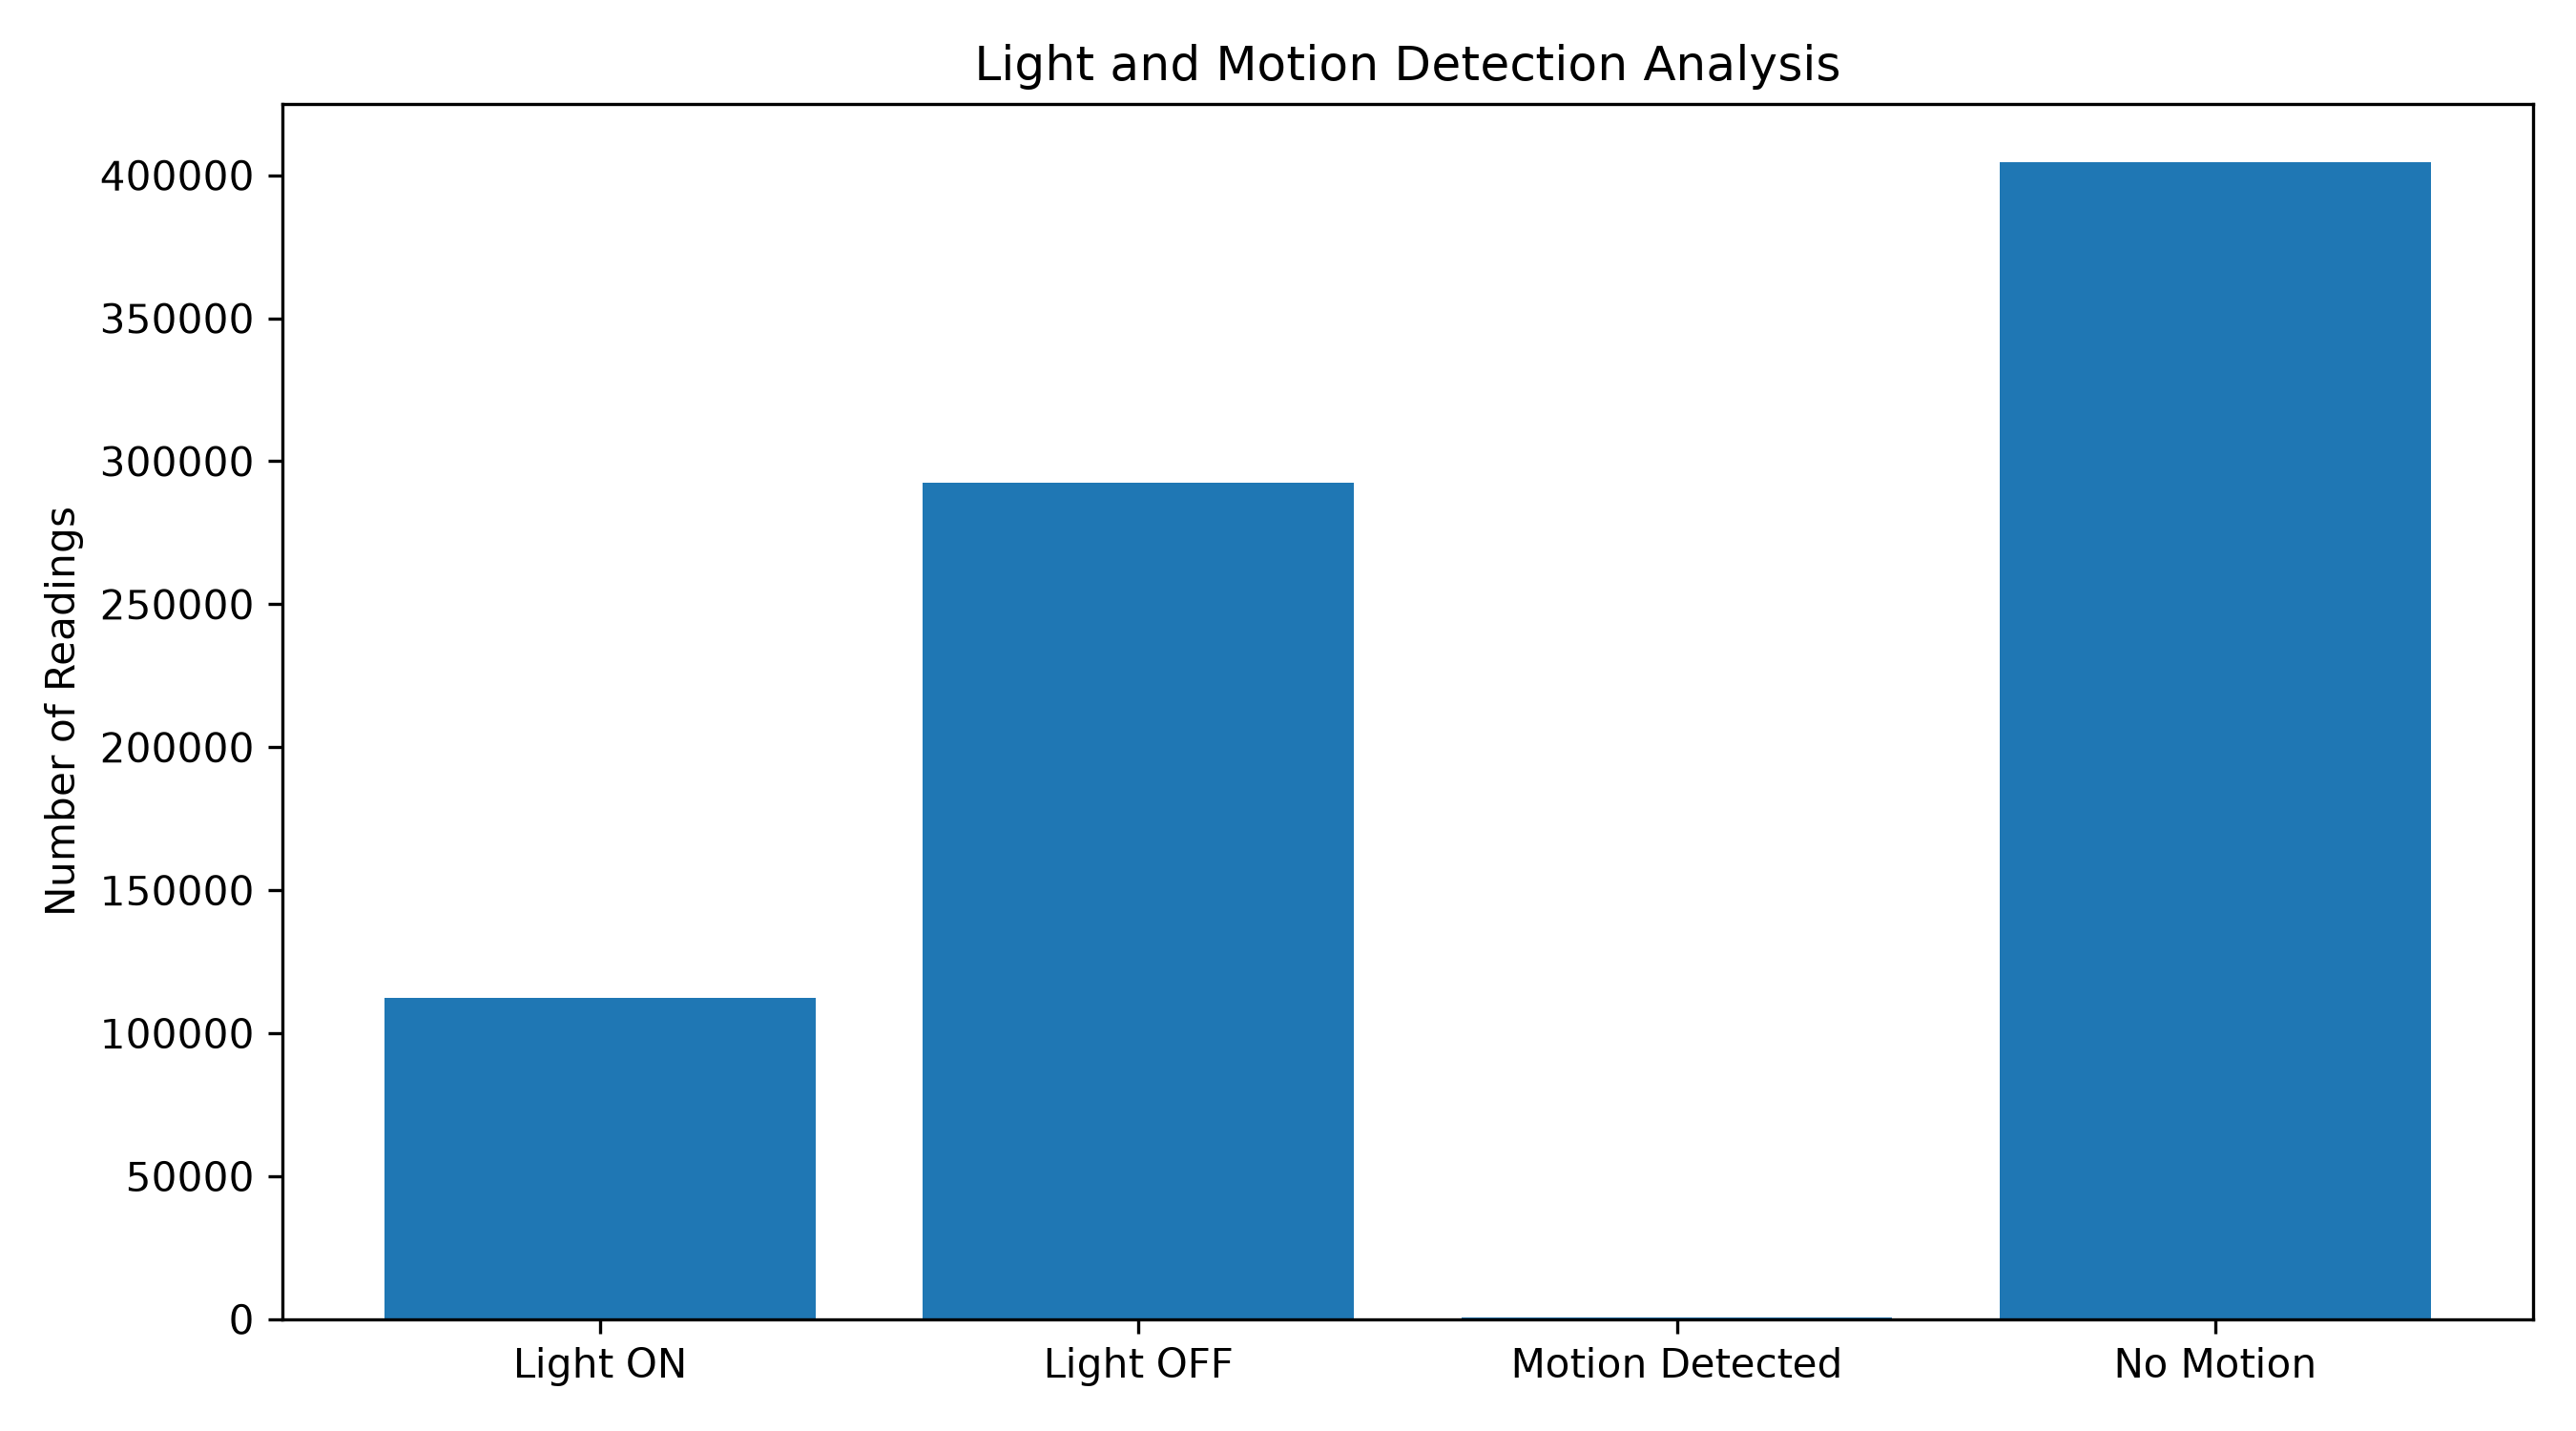 Light and Motion Detection Analysis
Number of Readings
400000
350000
300000
250000
200000
150000
100000
50000
0
Light ON
Light OFF
Motion Detected
No Motion